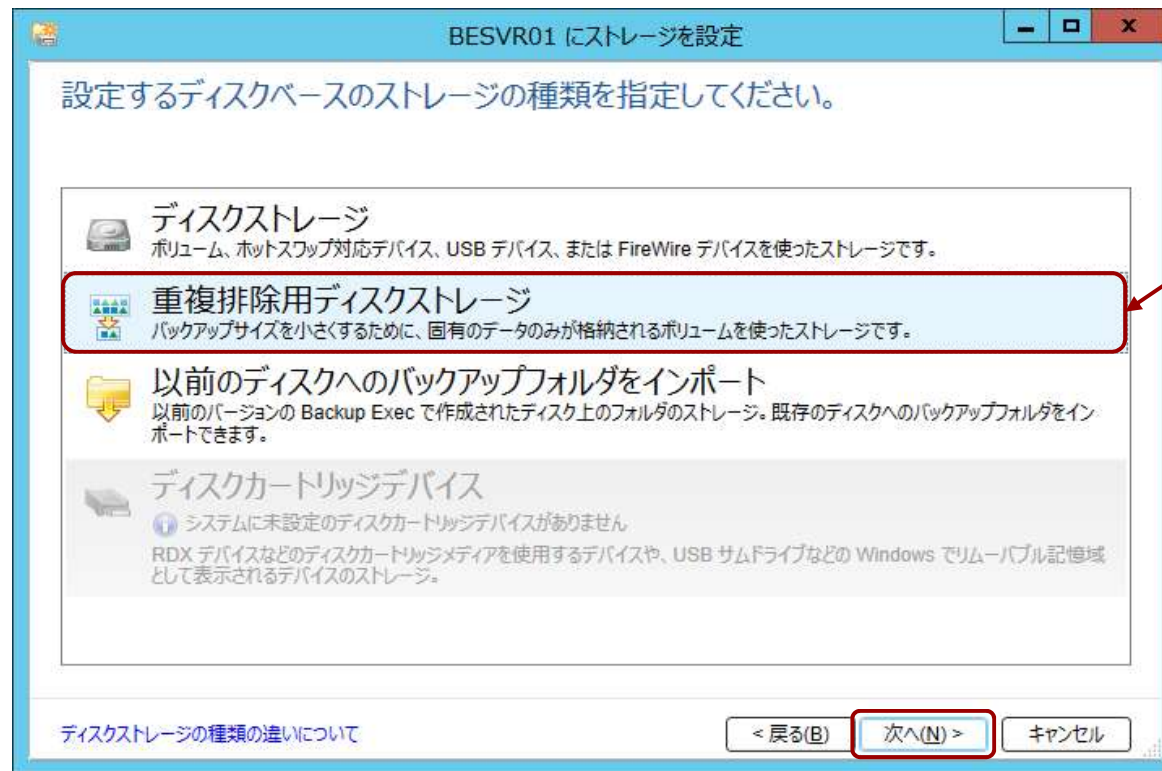 BESVR01 にストレージを設定
設定するディスクベースのストレージの種類を指定してください。
ディスクストレージ
ボリューム、ホットスワップ対応デバイス、USB デバイス、または FireWire デバイスを使ったストレージです。
重複排除用ディスクストレージ
バックアップサイズを小さくするために、固有のデータのみが格納されるボリュームを使ったストレージです。
以前のディスクへのバックアップフォルダをインポート
以前のバージョンの Backup Exec で作成されたディスク上のフォルダのストレージ。既存のディスクへのバックアップフォルダをイン
ポートできます。
ディスクカートリッジデバイス
システムに未設定のディスクカートリッジデバイスがありません
RDX デバイスなどのディスクカートリッジメディアを使用するデバイスや、USB サムドライブなどの Windows でリムーバブル記憶域
として表示されるデバイスのストレージ。
ディスクストレージの種類の違いについて
< 戻る(B)
次へ(N) >
キャンセル